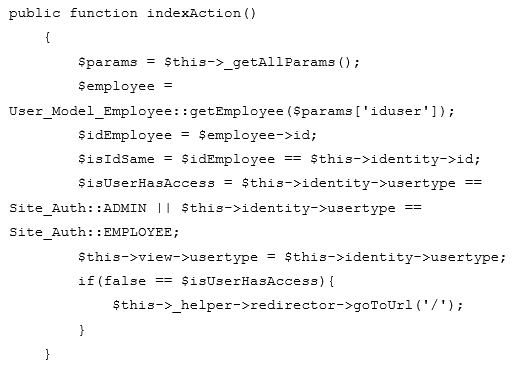 public function indexAction()
{
$params = $this->_getAllParams();
$employee =
User_Model_Employee::getEmployee($params['iduser']);
$idEmployee = $employee->id;
$isIdSame = $idEmployee == $this->identity->id;
$isUserHasAccess = $this->identity->usertype ==
Site_Auth::ADMIN || $this->identity->usertype ==
Site_Auth::EMPLOYEE;
$this->view->usertype = $this->identity->usertype;
if(false == $isUserHasAccess){
$this->_helper->redirector->goToUrl('/');
}
}